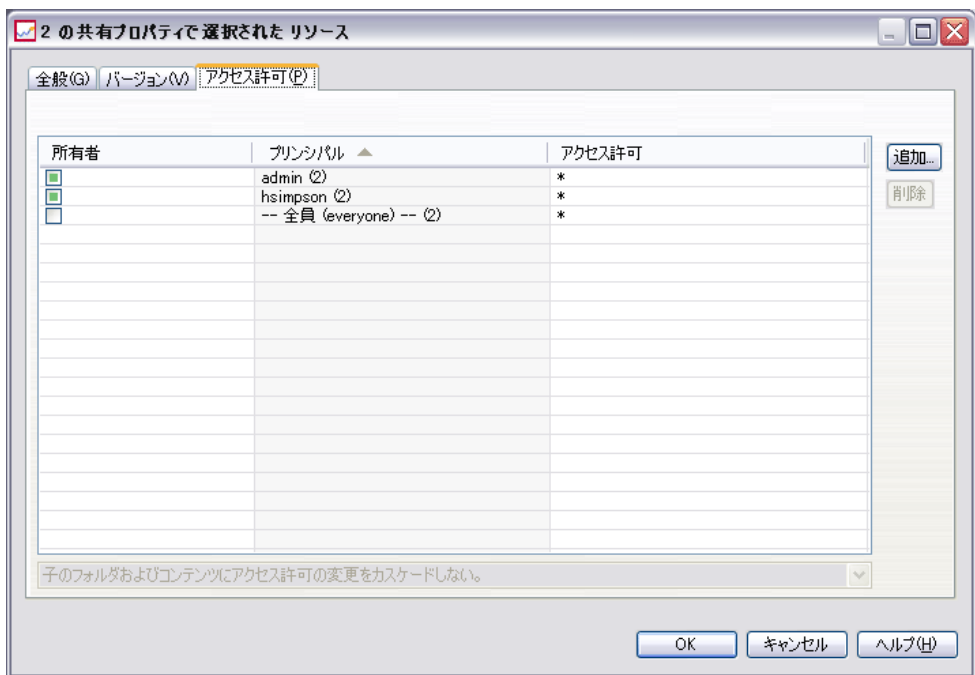 2 の共有プロパティで選択された リソース
全般(G) バージョン(V) アクセス許可(P)
所有者 プリンシパル アクセス許可
追加...
admin (2) *
削除
hsimpson (2) *
-- 全員 (everyone) -- (2) *
子のフォルダおよびコンテンツにアクセス許可の変更をカスケードしない。
OK キャンセル ヘルプ(H)